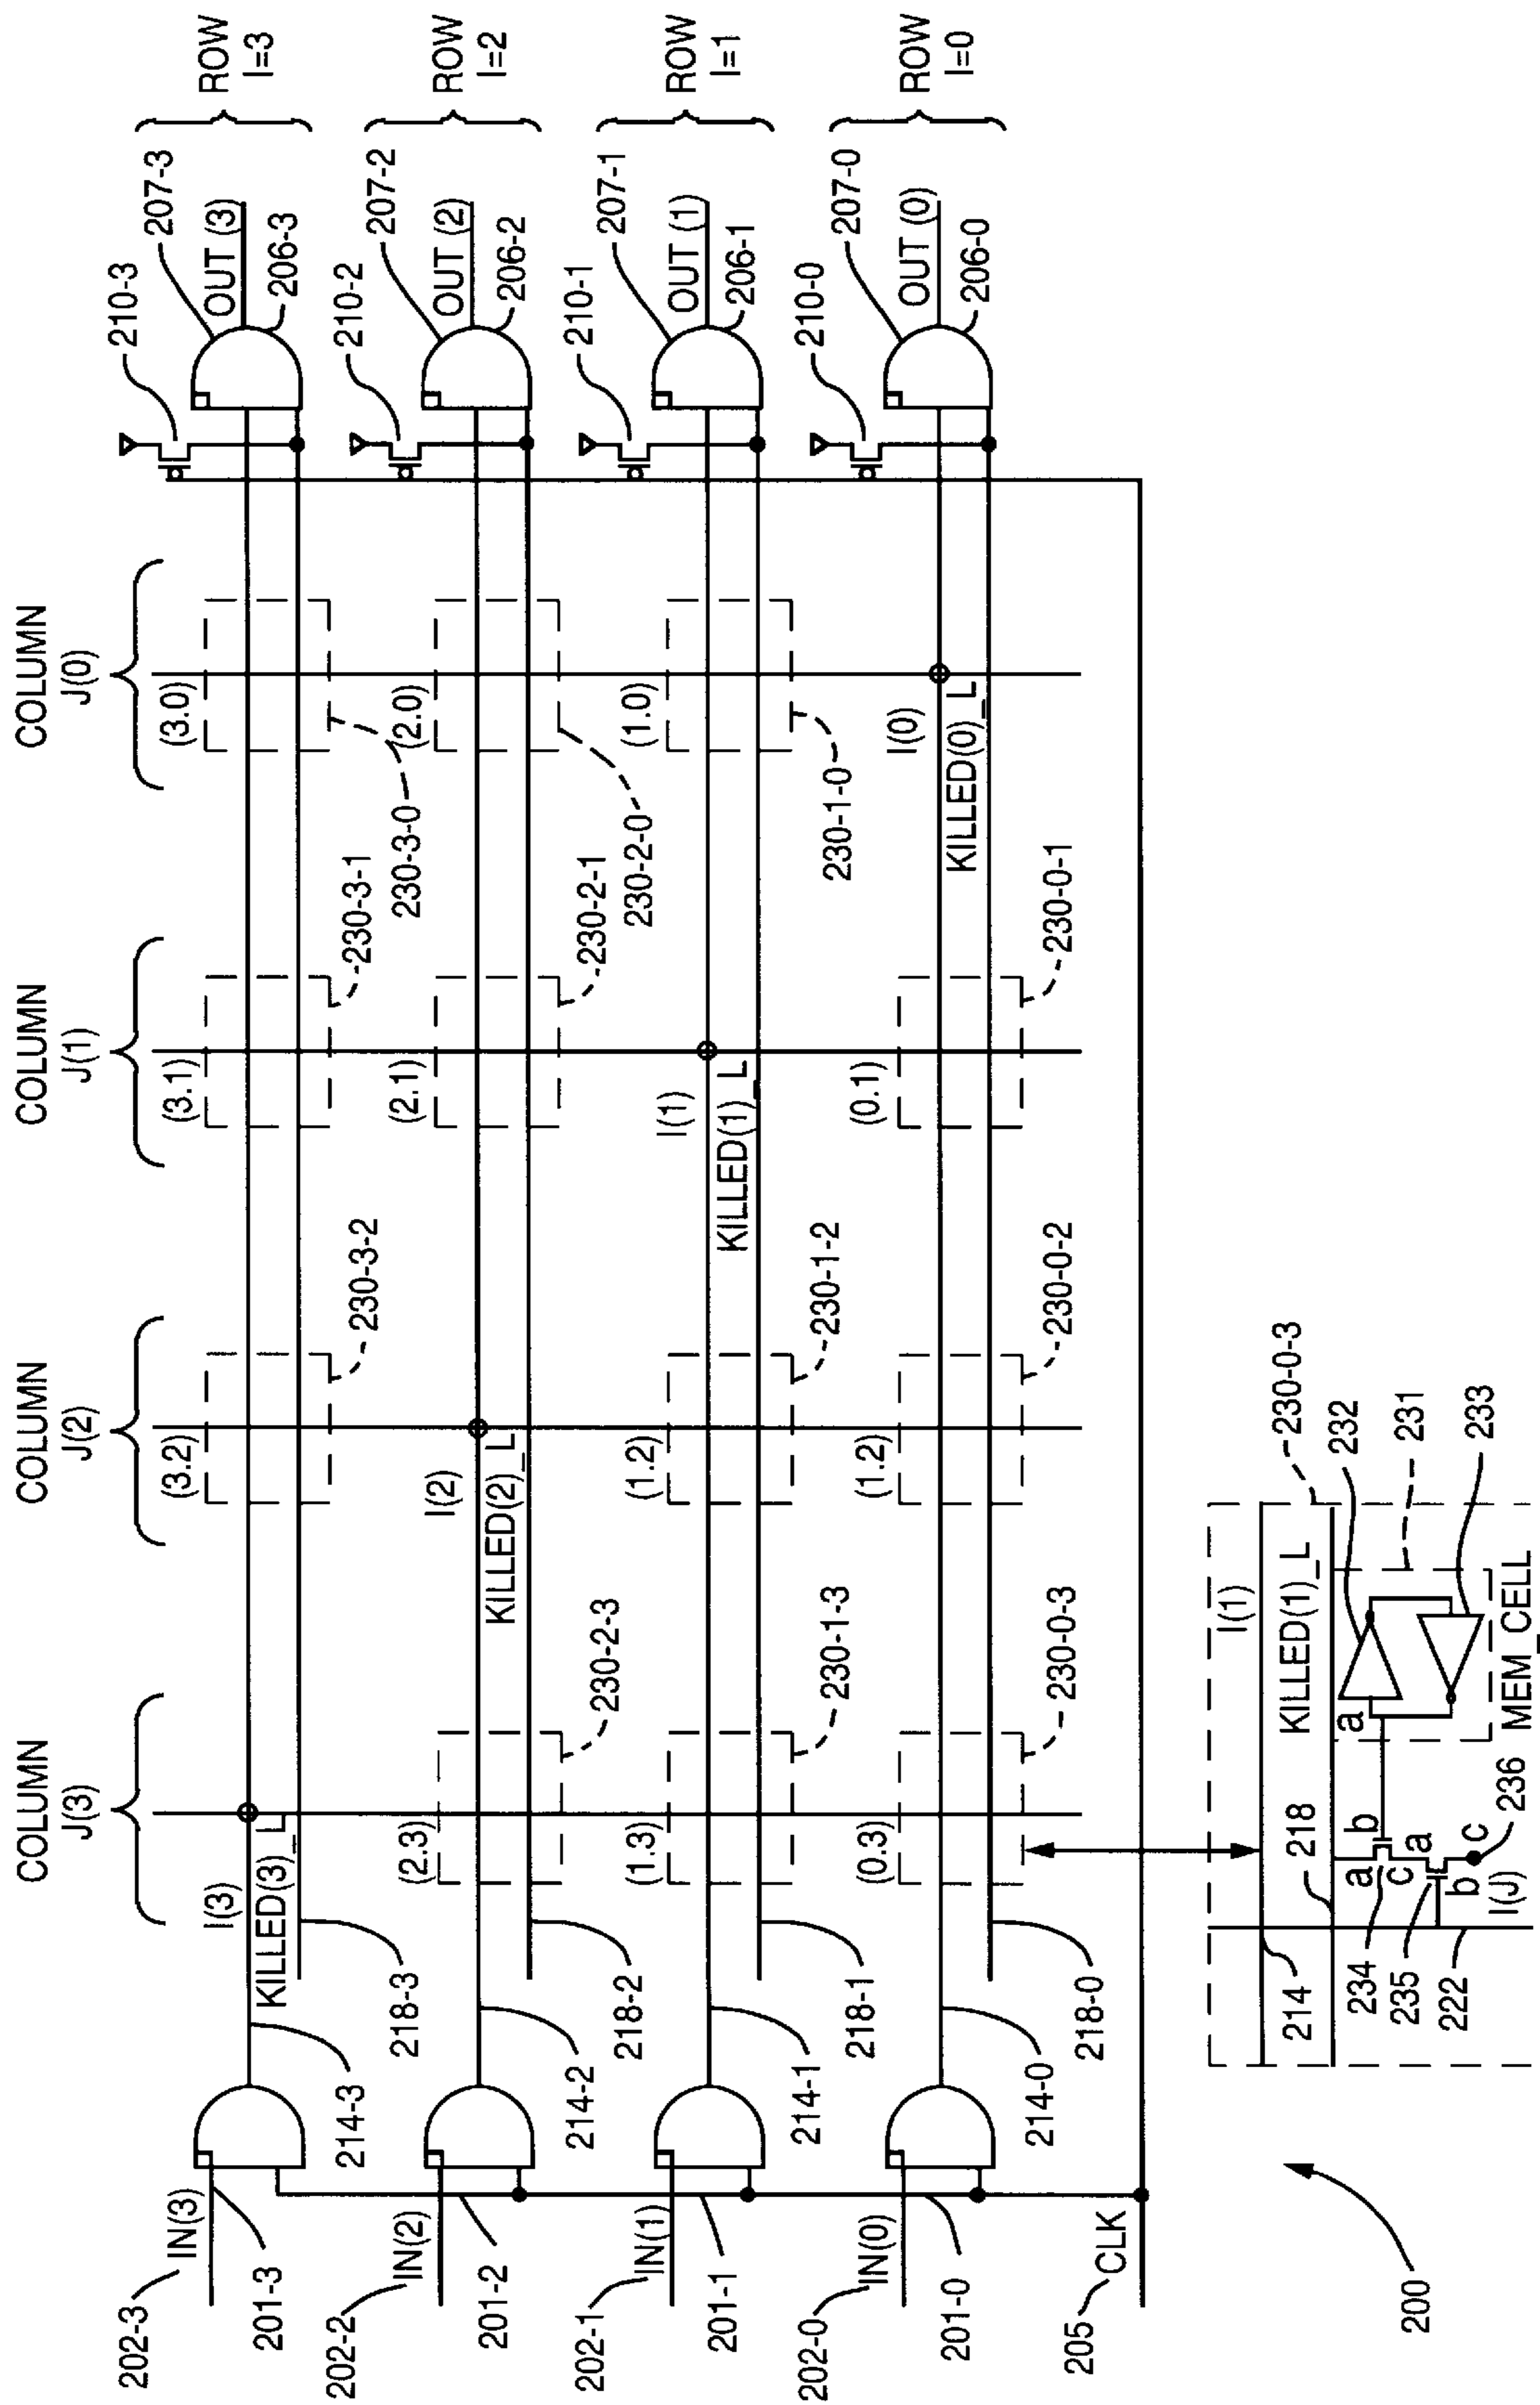 COLUMN
J(3)
COLUMN
J(2)
COLUMN
J(1)
COLUMN
J(0)
202-3
IN(3)
201-3
214-3
I(3)
KILLED(3)_L
218-3
(3.2)
230-3-2
(3.1)
230-3-1
(3.0)
230-3-0
210-3
207-3
OUT (3)
206-3
ROW
I=3
202-2
IN(2)
201-2
214-2
218-2
(2.3)
230-2-3
I(2)
KILLED(2)_L
(2.1)
230-2-1
(2.0)
230-2-0
210-2
207-2
OUT (2)
206-2
ROW
I=2
202-1
IN(1)
201-1
214-1
218-1
(1.3)
230-1-3
(1.2)
230-1-2
I(1)
KILLED(1)_L
(1.0)
230-1-0
210-1
207-1
OUT (1)
206-1
ROW
I=1
202-0
IN(0)
201-0
214-0
218-0
(0.3)
230-0-3
(1.2)
230-0-2
(0.1)
230-0-1
I(0)
KILLED(0)_L
210-0
207-0
OUT (0)
206-0
ROW
I=0
205
CLK
200
214
218
I(1)
KILLED(1)_L
230-0-3
232
231
233
a
b
a
c
a
b
c
234
235
236
222
I(J)
MEM_CELL